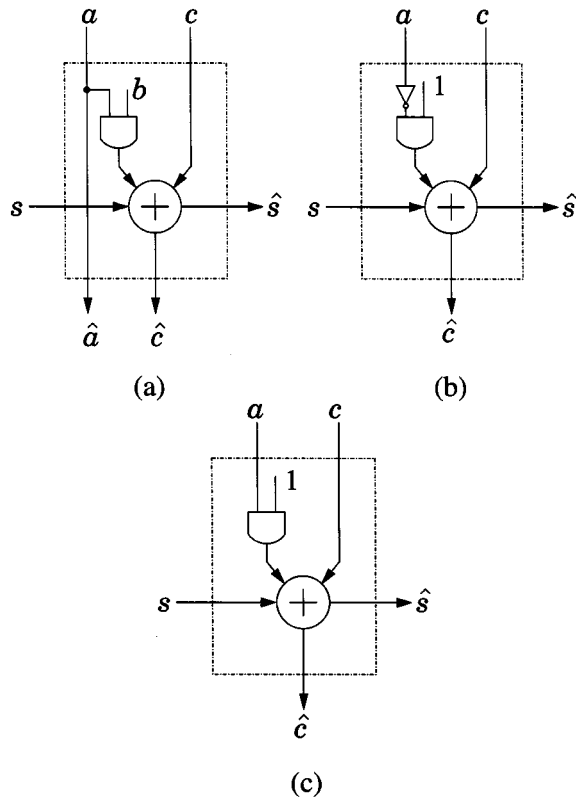 a c a c
b 1
s + ŝ s + ŝ
â ĉ ĉ
(a) (b)
a c
1
s + ŝ
ĉ
(c)